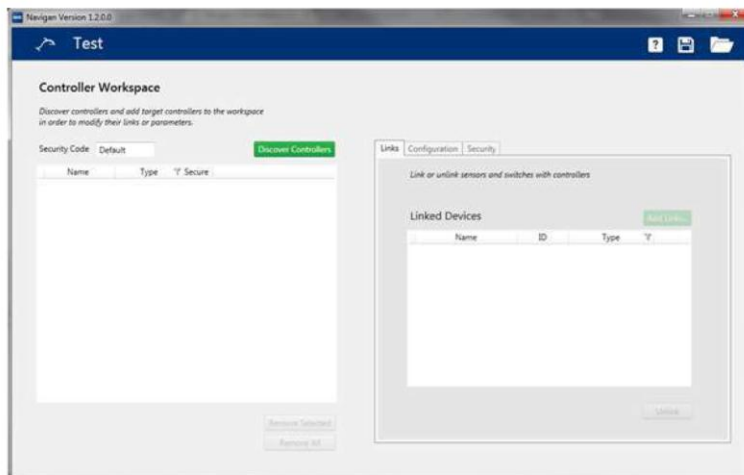 Navigan Version 1.2.0.0
Test
?
Controller Workspace
Discover controllers and add target controllers to the workspace
in order to modify their links or parameters.
Security Code Default Discover Controllers
Name Type Secure
Remove Selected
Remove All
Links Configuration Security
Link or unlink sensors and switches with controllers
Linked Devices Add Links...
Name ID Type
Unlink